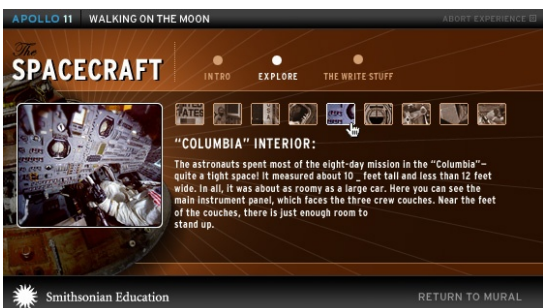 APOLLO 11 WALKING ON THE MOON
ABORT EXPERIENCE
The
SPACECRAFT
INTRO EXPLORE THE WRITE STUFF
"COLUMBIA" INTERIOR:
The astronauts spent most of the eight-day mission in the "Columbia"—
quite a tight space! It measured about 10 _ feet tall and less than 12 feet
wide. In all, it was about as roomy as a large car. Here you can see the
main instrument panel, which faces the three crew couches. Near the feet
of the couches, there is just enough room to
stand up.
Smithsonian Education
RETURN TO MURAL